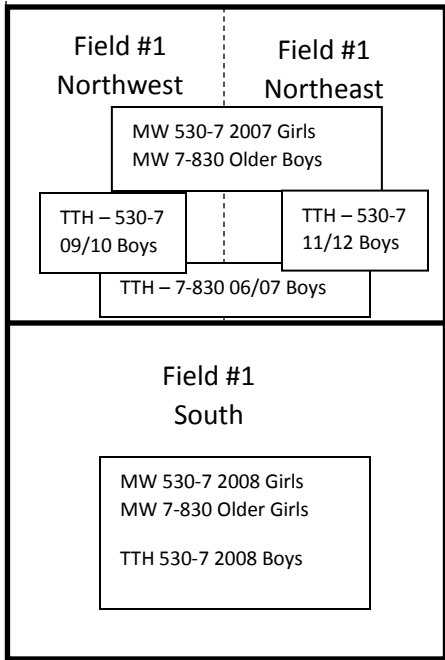 Field #1
Northwest
Field #1
Northeast
MW 530-7 2007 Girls
MW 7-830 Older Boys
TTH – 530-7
09/10 Boys
TTH – 530-7
11/12 Boys
TTH – 7-830 06/07 Boys
Field #1
South
MW 530-7 2008 Girls
MW 7-830 Older Girls
TTH 530-7 2008 Boys